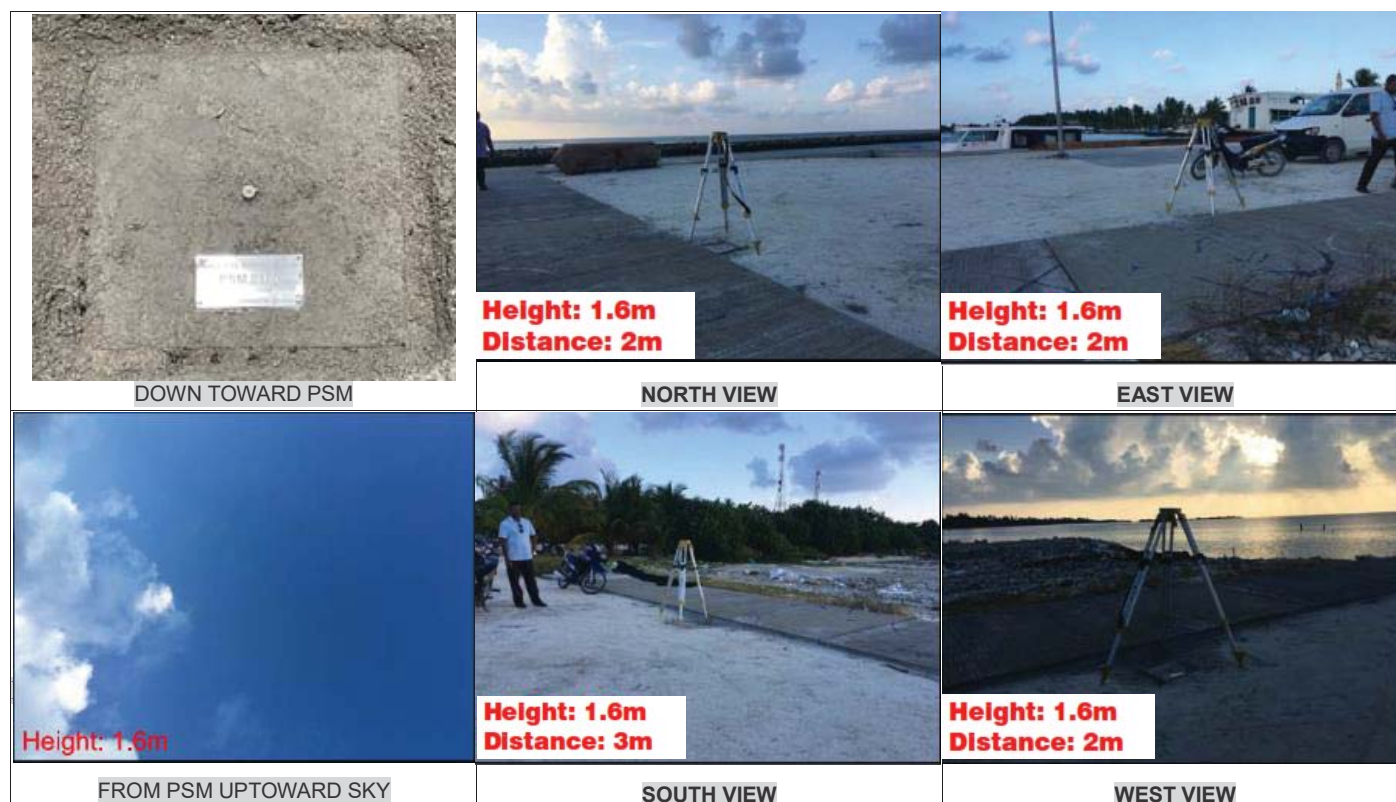 DOWN TOWARD PSM
Height: 1.6m
Distance: 2m
NORTH VIEW
Height: 1.6m
Distance: 2m
EAST VIEW
Height: 1.6m
FROM PSM UPTOWARD SKY
Height: 1.6m
Distance: 3m
SOUTH VIEW
Height: 1.6m
Distance: 2m
WEST VIEW